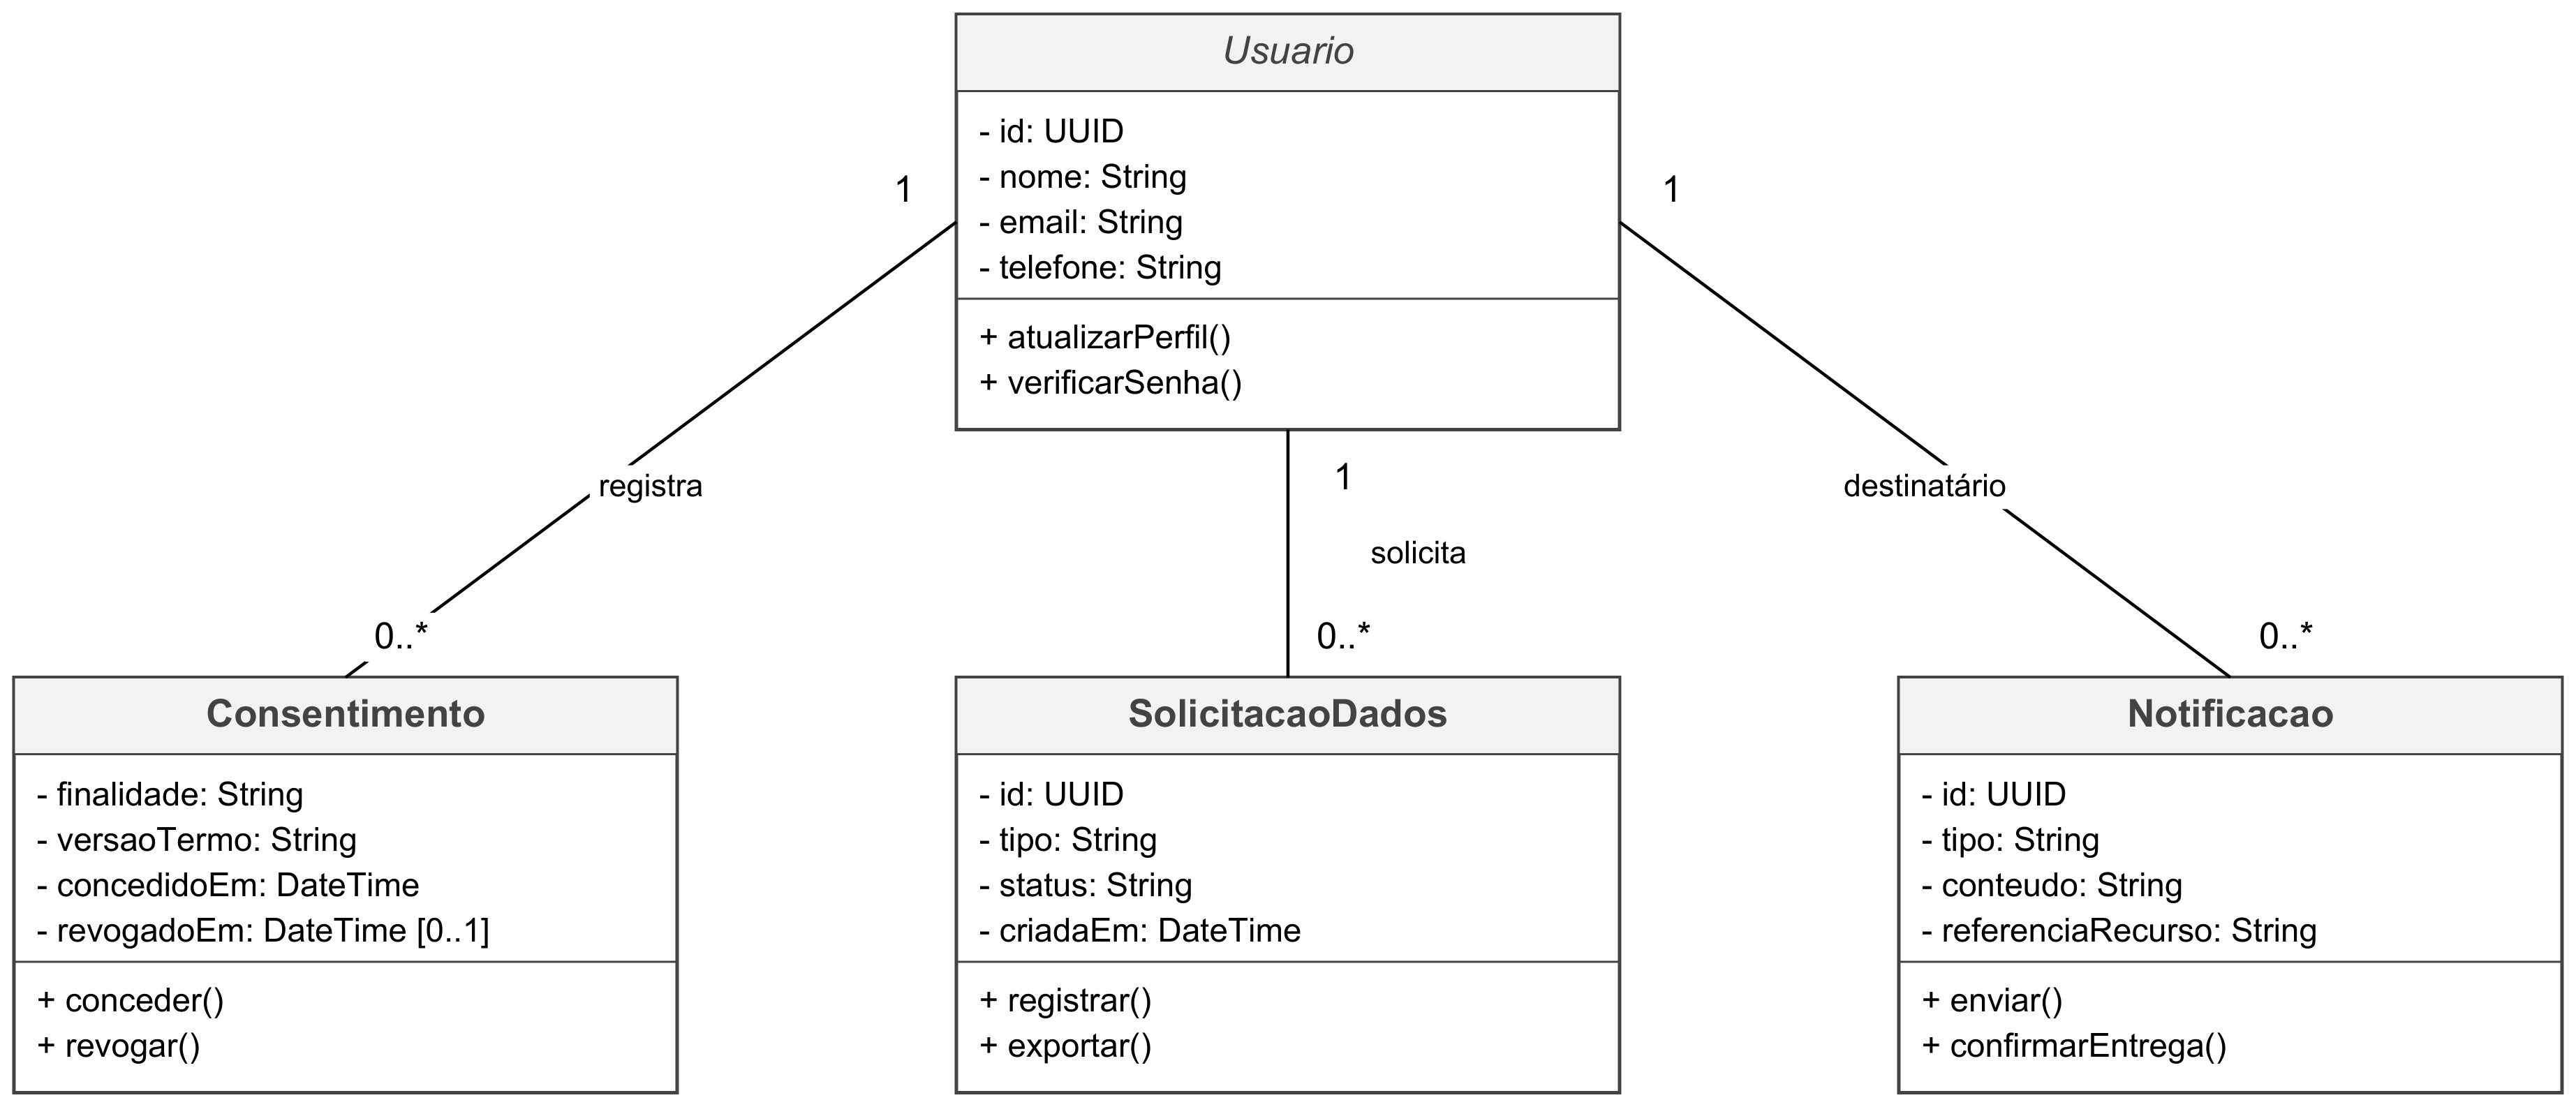 Usuario
- id: UUID
- nome: String
- email: String
- telefone: String
+ atualizarPerfil()
+ verificarSenha()
1
1
registra
1
destinatário
solicita
0..*
0..*
0..*
Consentimento
- finalidade: String
- versaoTermo: String
- concedidoEm: DateTime
- revogadoEm: DateTime [0..1]
+ conceder()
+ revogar()
SolicitacaoDados
- id: UUID
- tipo: String
- status: String
- criadaEm: DateTime
+ registrar()
+ exportar()
Notificacao
- id: UUID
- tipo: String
- conteudo: String
- referenciaRecurso: String
+ enviar()
+ confirmarEntrega()